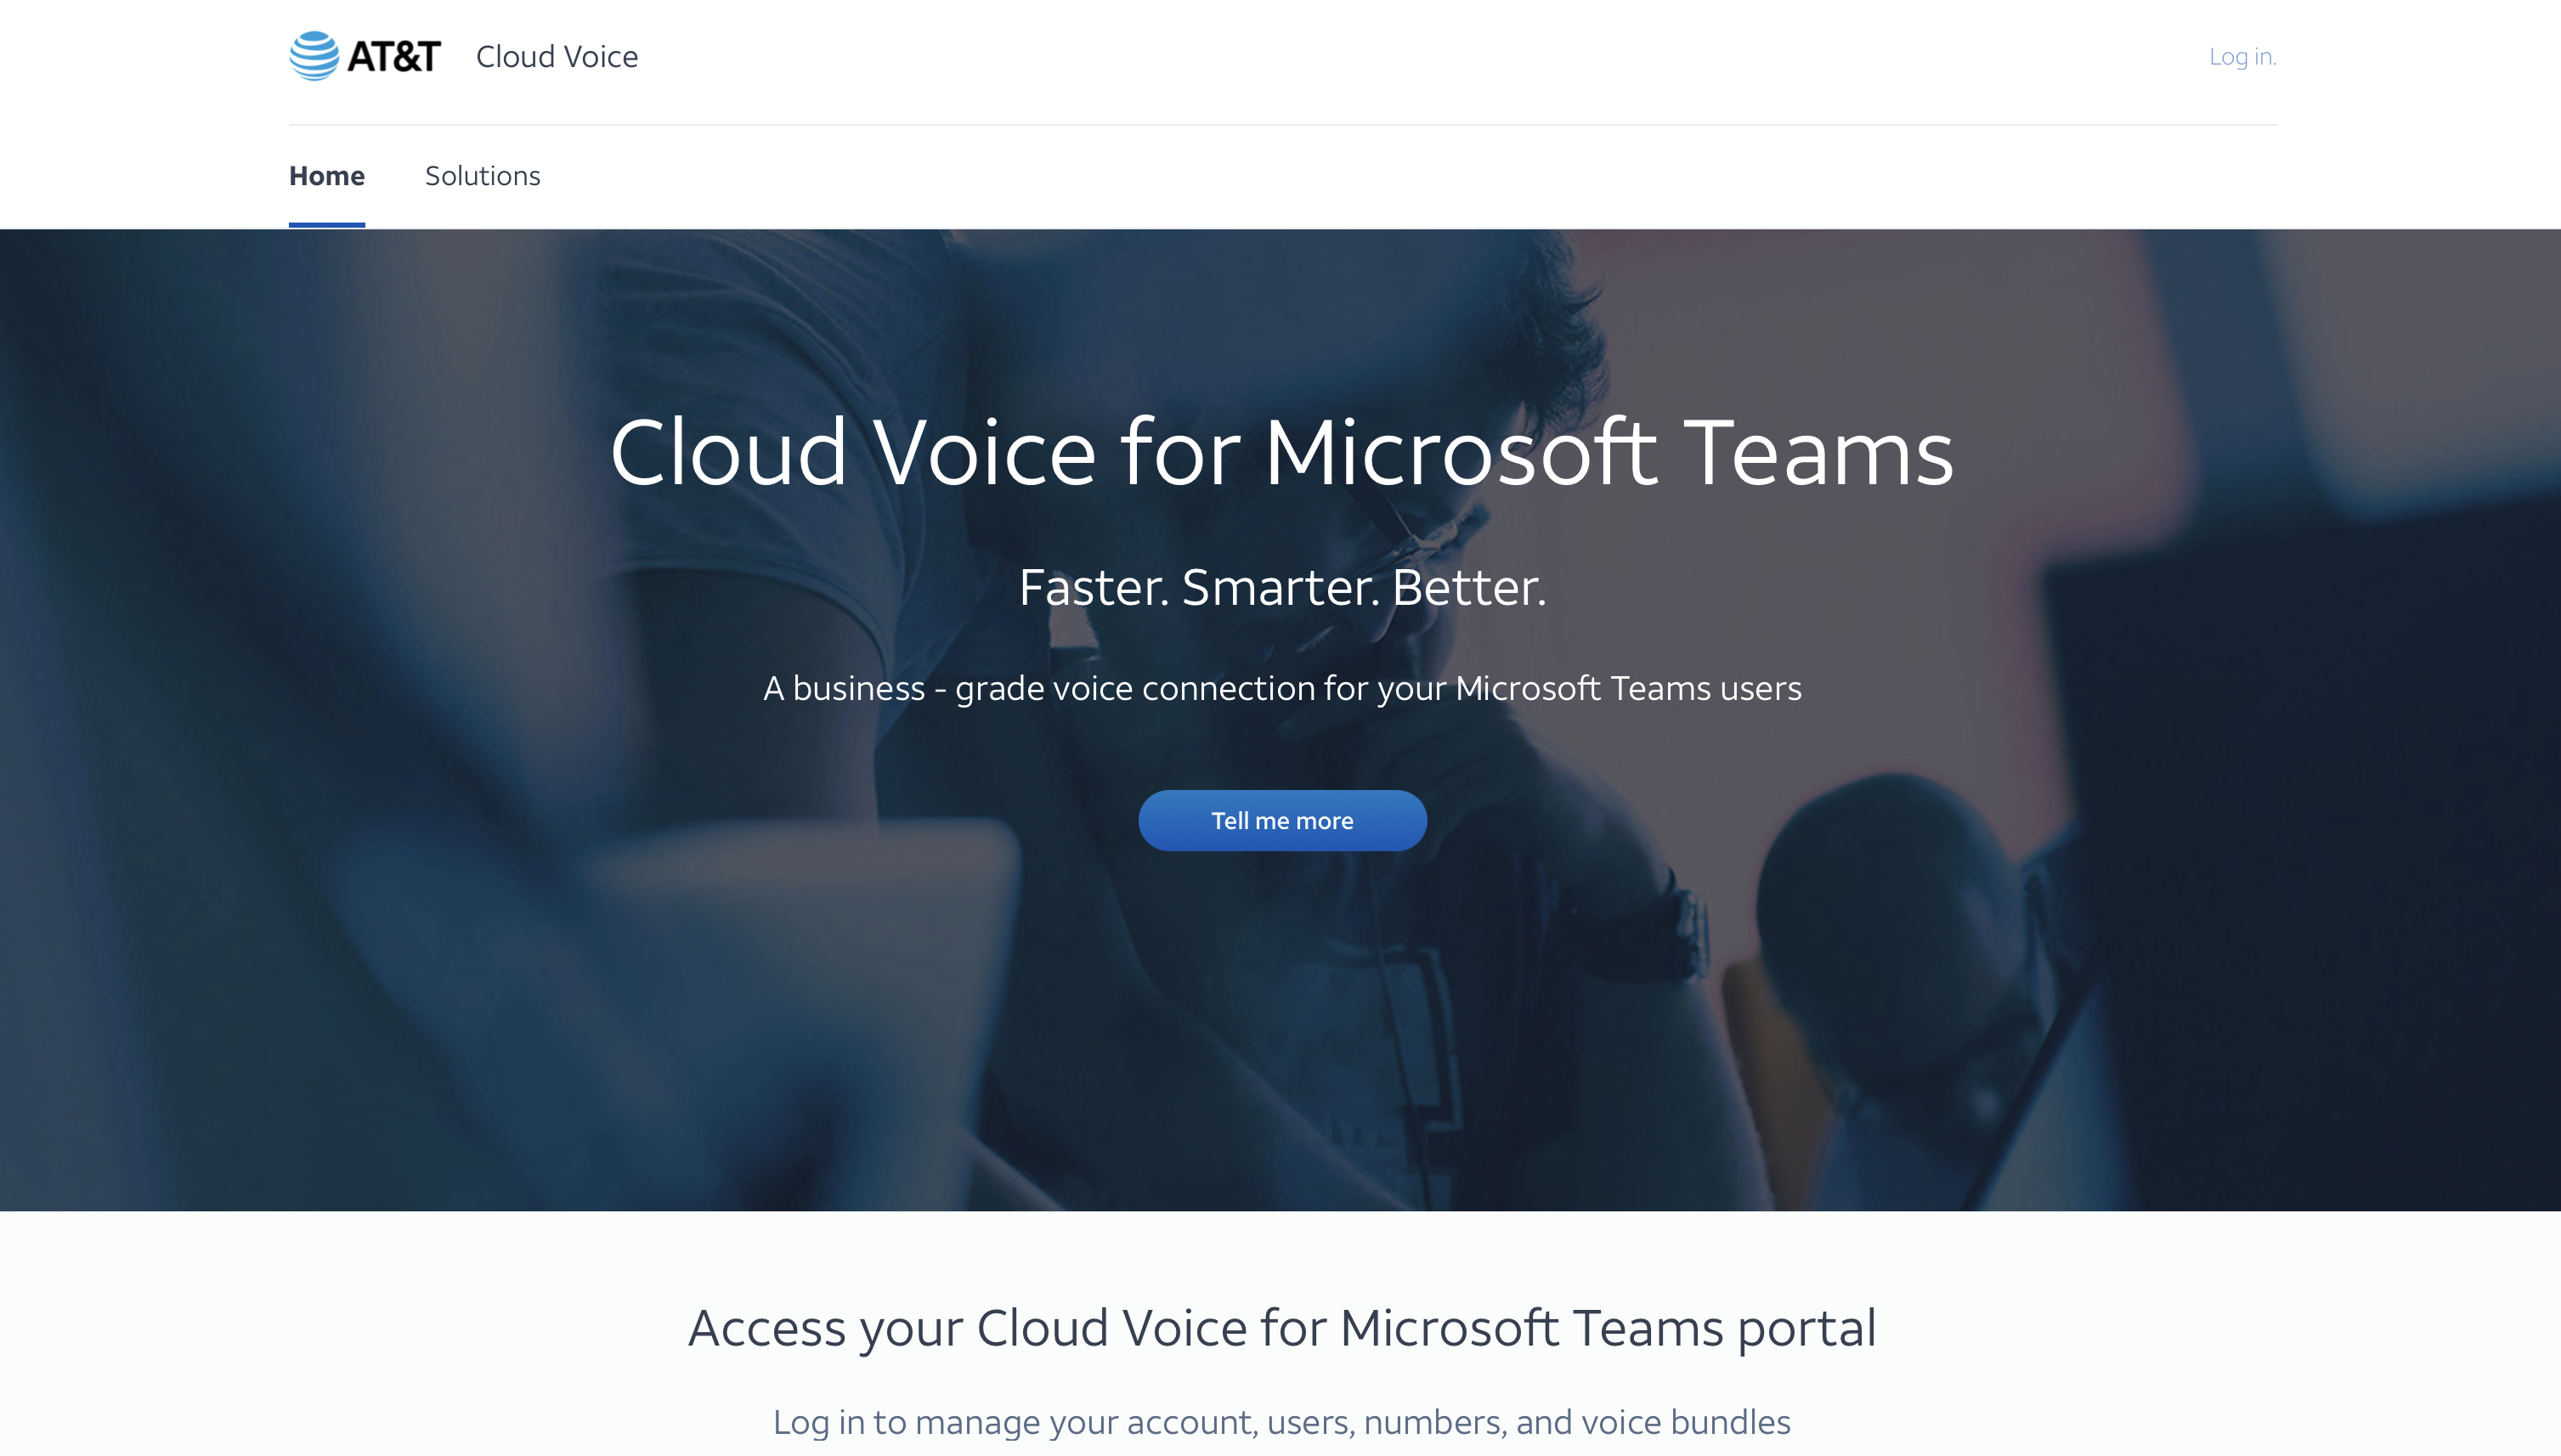 AT&T
Cloud Voice
Log in.
Home
Solutions
Cloud Voice for Microsoft Teams
Faster. Smarter. Better.
A business - grade voice connection for your Microsoft Teams users
Tell me more
Access your Cloud Voice for Microsoft Teams portal
Log in to manage your account, users, numbers, and voice bundles